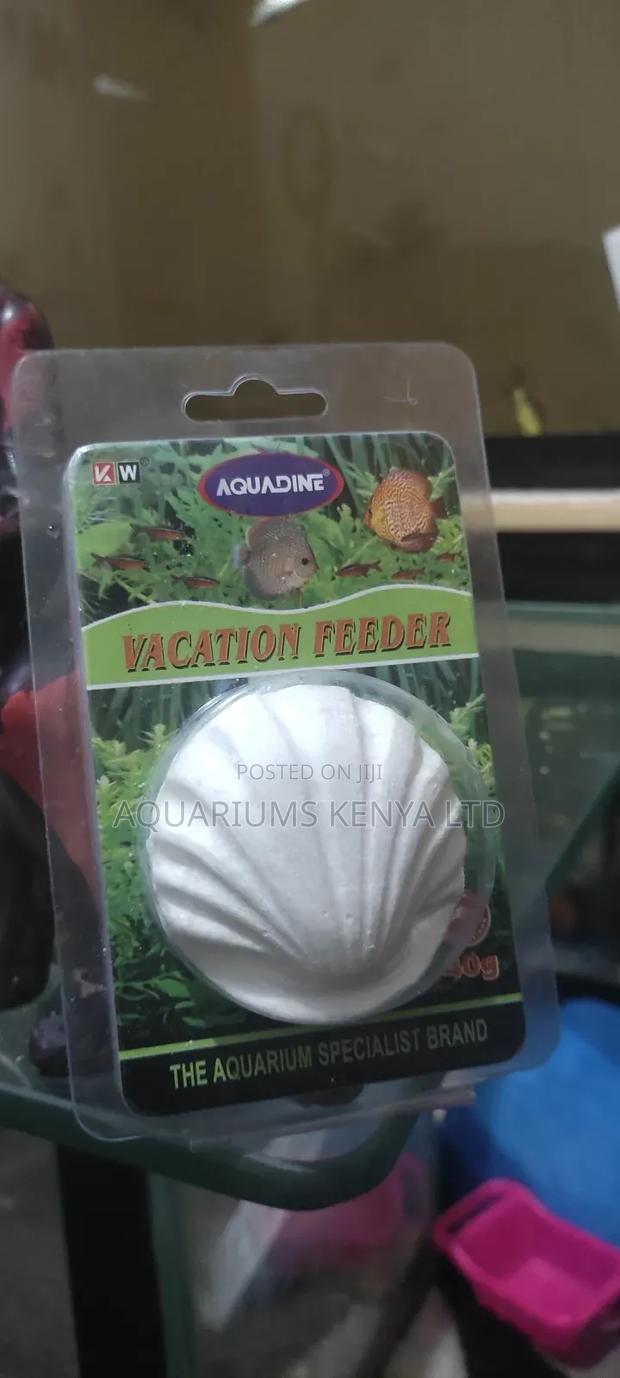 KW
AQUADINE®
VACATION FEEDER
POSTED ON JIJI
AQUARIUMS KENYA LTD
40g
THE AQUARIUM SPECIALIST BRAND